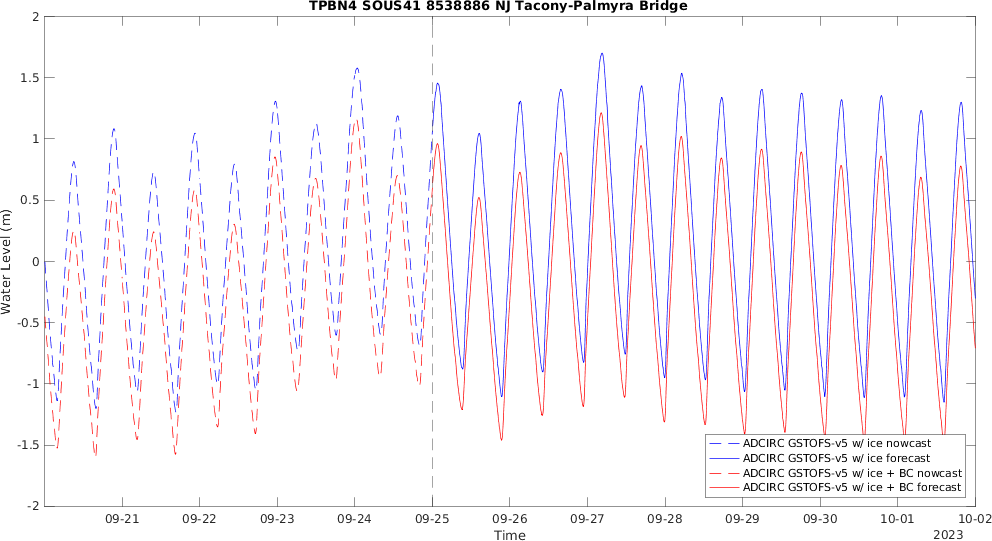 TPBN4 SOUS41 8538886 NJ Tacony-Palmyra Bridge
2
1.5
1
0.5
0
-0.5
-1
-1.5
-2
Water Level (m)
ADCIRC GSTOFS-v5 w/ ice nowcast
ADCIRC GSTOFS-v5 w/ ice forecast
ADCIRC GSTOFS-v5 w/ ice + BC nowcast
ADCIRC GSTOFS-v5 w/ ice + BC forecast
09-21 09-22 09-23 09-24 09-25 09-26 09-27 09-28 09-29 09-30 10-01 10-02
Time
2023